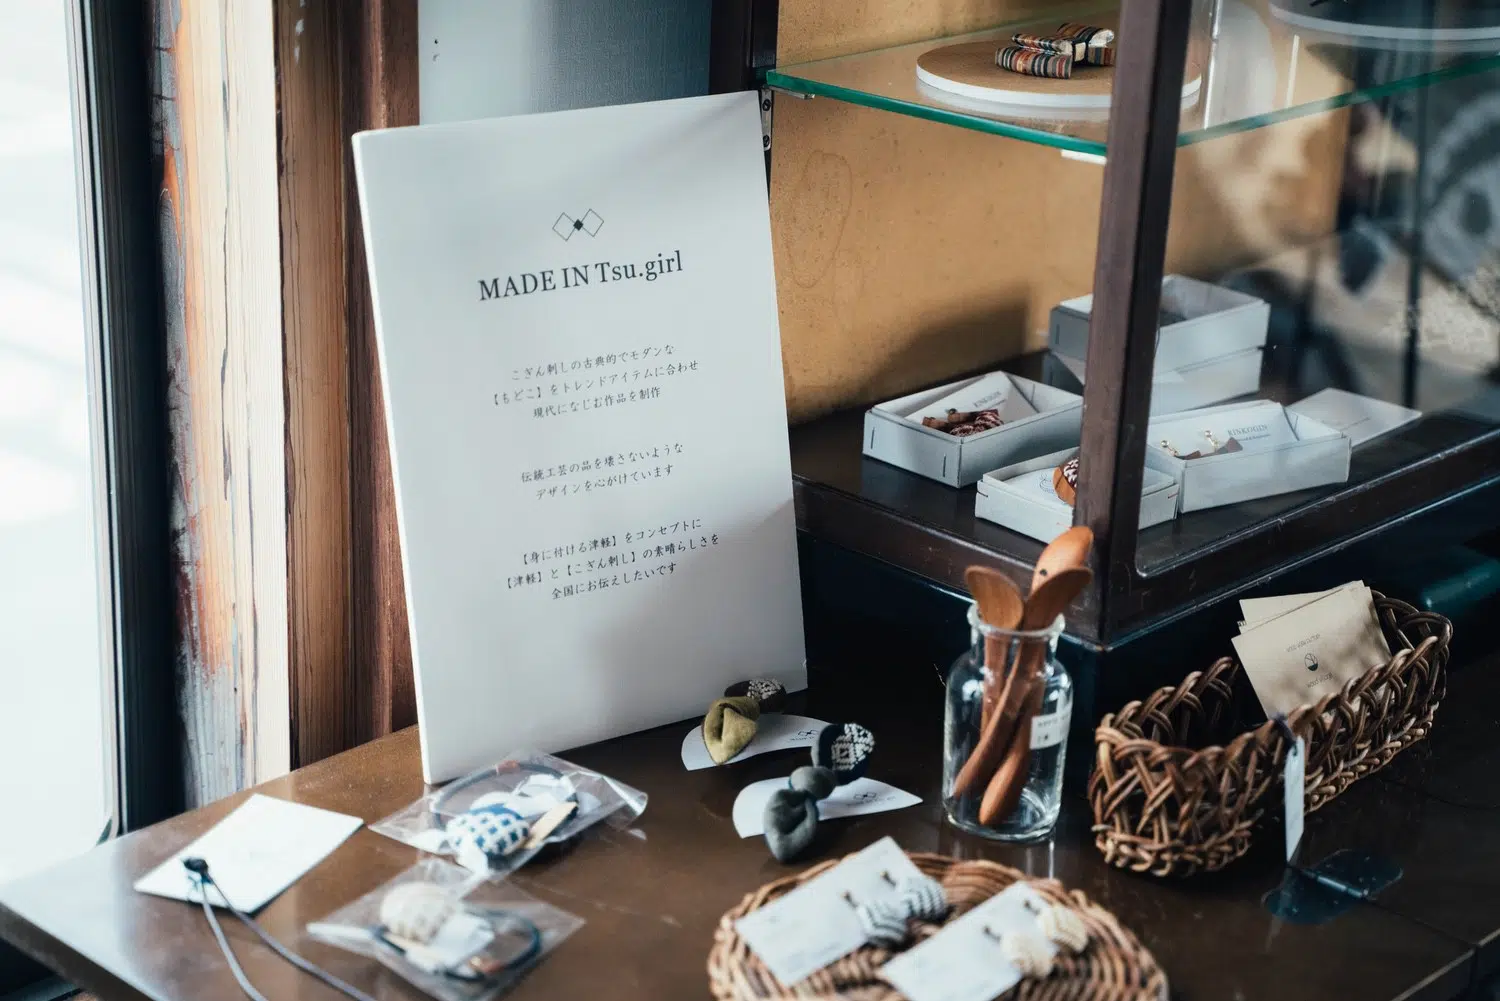 MADE IN Tsu.girl
こぎん刺しの古典的でモダンな
【もどこ】をトレンドアイテムに合わせ
現代になじむ作品を制作
伝統工芸の品を壊さないような
デザインを心がけています
【身に付ける津軽】をコンセプトに
【津軽】と【こぎん刺し】の素晴らしさを
全国にお伝えしたいです
RINKOGIN
RINKOGIN